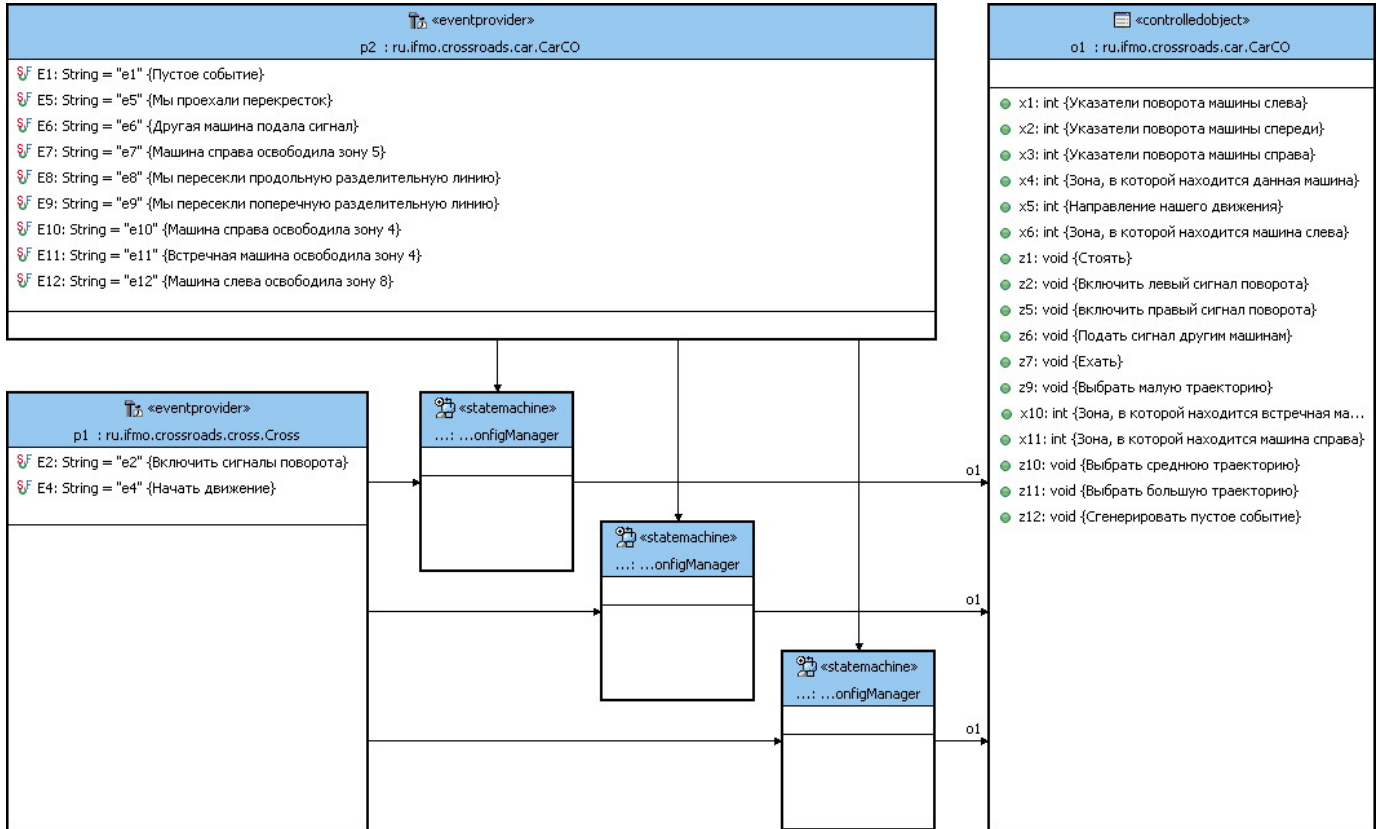 «eventprovider»
p2 : ru.ifmo.crossroads.car.CarCO
E1: String = "e1" {Пустое событие}
E5: String = "e5" {Мы проехали перекресток}
E6: String = "e6" {Другая машина подала сигнал}
E7: String = "e7" {Машина справа освободила зону 5}
E8: String = "e8" {Мы пересекли продольную разделительную линию}
E9: String = "e9" {Мы пересекли поперечную разделительную линию}
E10: String = "e10" {Машина справа освободила зону 4}
E11: String = "e11" {Встречная машина освободила зону 4}
E12: String = "e12" {Машина слева освободила зону 8}
«eventprovider»
p1 : ru.ifmo.crossroads.cross.Cross
E2: String = "e2" {Включить сигналы поворота}
E4: String = "e4" {Начать движение}
«statemachine»
...: ...onfigManager
o1
«statemachine»
...: ...onfigManager
o1
«statemachine»
...: ...onfigManager
o1
«controlledobject»
o1 : ru.ifmo.crossroads.car.CarCO
x1: int {Указатели поворота машины слева}
x2: int {Указатели поворота машины спереди}
x3: int {Указатели поворота машины справа}
x4: int {Зона, в которой находится данная машина}
x5: int {Направление нашего движения}
x6: int {Зона, в которой находится машина слева}
z1: void {Стоять}
z2: void {Включить левый сигнал поворота}
z5: void {включить правый сигнал поворота}
z6: void {Подать сигнал другим машинам}
z7: void {Ехать}
z9: void {Выбрать малую траекторию}
x10: int {Зона, в которой находится встречная ма...
x11: int {Зона, в которой находится машина справа}
z10: void {Выбрать среднюю траекторию}
z11: void {Выбрать большую траекторию}
z12: void {Сгенерировать пустое событие}